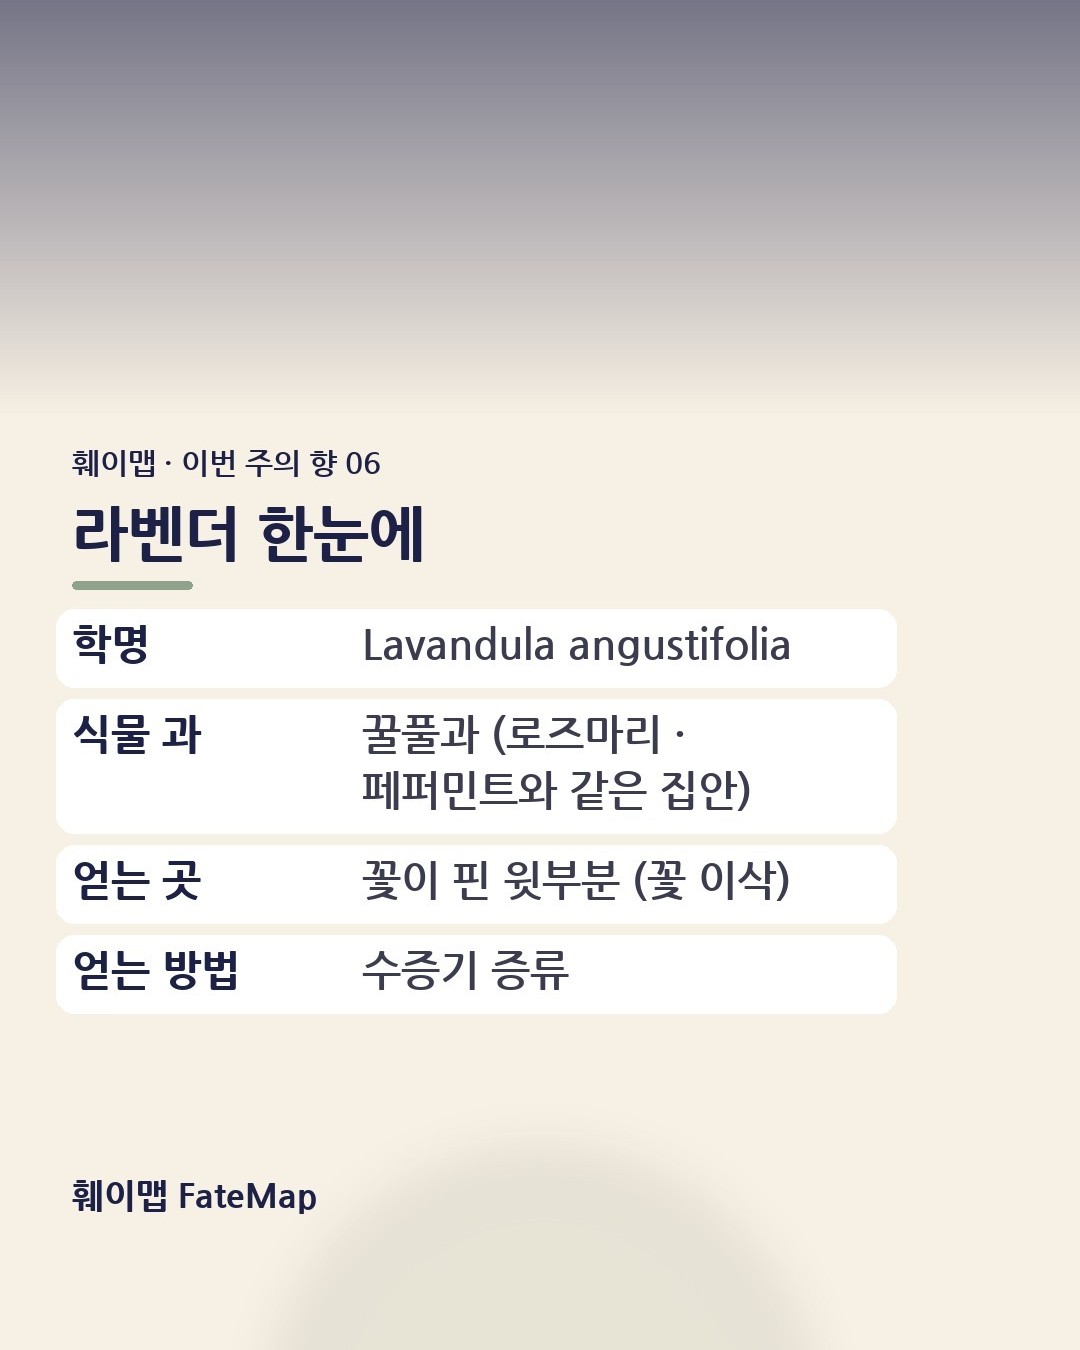 훼이맵 · 이번 주의 향 06
라벤더 한눈에
학명 Lavandula angustifolia
식물 과 꿀풀과 (로즈마리 ·
페퍼민트와 같은 집안)
얻는 곳 꽃이 핀 윗부분 (꽃 이삭)
얻는 방법 수증기 증류
훼이맵 FateMap